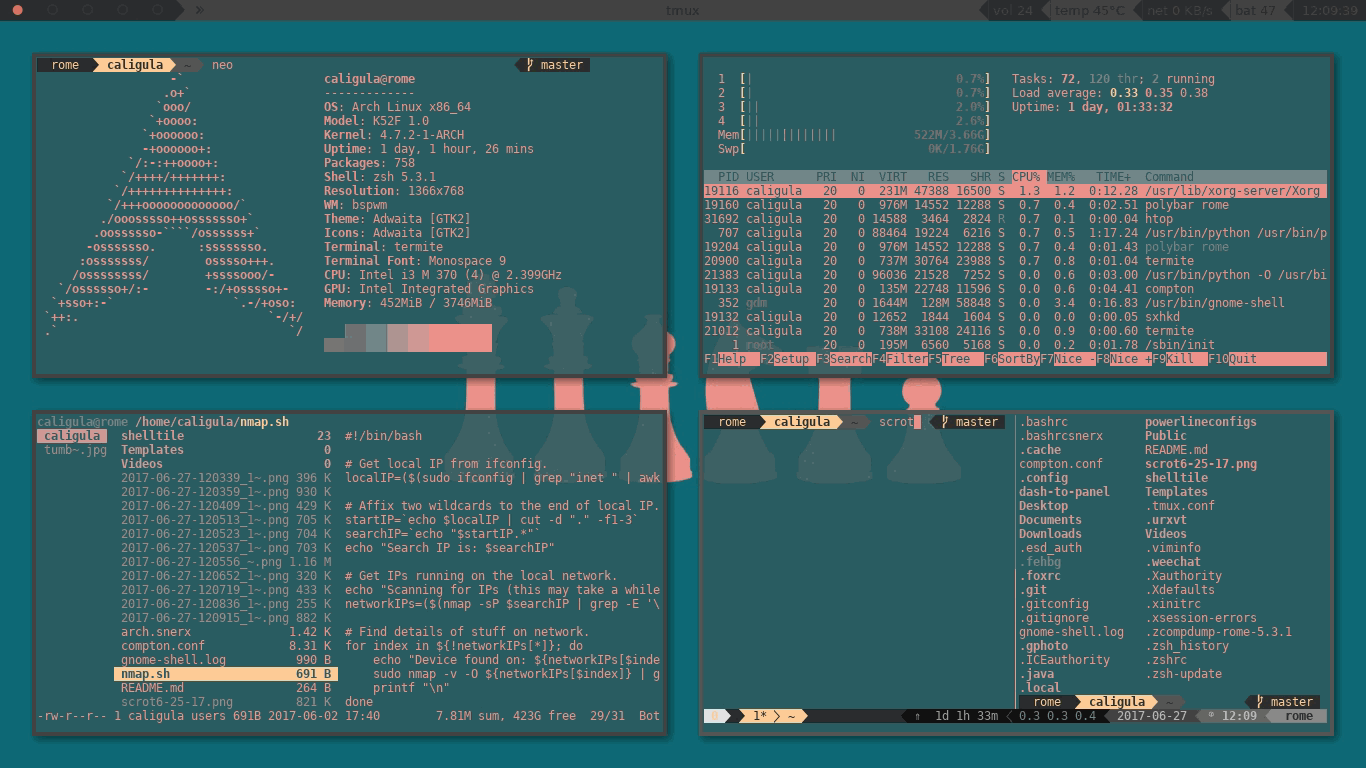 » tmux vol 24 temp 45°C net 0 KB/s bat 47 12:09:39
rome caligula ~ neo master
caligula@rome
-------------
OS: Arch Linux x86_64
Model: K52F 1.0
Kernel: 4.7.2-1-ARCH
Uptime: 1 day, 1 hour, 26 mins
Packages: 758
Shell: zsh 5.3.1
Resolution: 1366x768
WM: bspwm
Theme: Adwaita [GTK2]
Icons: Adwaita [GTK2]
Terminal: termite
Terminal Font: Monospace 9
CPU: Intel i3 M 370 (4) @ 2.399GHz
GPU: Intel Integrated Graphics
Memory: 452MiB / 3746MiB
1 [| 0.7%] Tasks: 72, 120 thr; 2 running
2 [| 0.7%] Load average: 0.33 0.35 0.38
3 [|| 2.0%] Uptime: 1 day, 01:33:32
4 [|| 2.6%]
Mem[||||||||||||| 522M/3.66G]
Swp[ 0K/1.76G]
PID USER PRI NI VIRT RES SHR S CPU% MEM% TIME+ Command
19116 caligula 20 0 231M 47388 16500 S 1.3 1.2 0:12.28 /usr/lib/xorg-server/Xorg
19160 caligula 20 0 976M 14552 12288 S 0.7 0.4 0:02.51 polybar rome
31692 caligula 20 0 14588 3464 2824 R 0.7 0.1 0:00.04 htop
707 caligula 20 0 88464 19224 6216 S 0.7 0.5 1:17.24 /usr/bin/python /usr/bin/p
19204 caligula 20 0 976M 14552 12288 S 0.7 0.4 0:01.43 polybar rome
20900 caligula 20 0 737M 30764 23988 S 0.7 0.8 0:01.04 termite
21383 caligula 20 0 96036 21528 7252 S 0.0 0.6 0:03.00 /usr/bin/python -O /usr/bi
19133 caligula 20 0 135M 22748 11596 S 0.0 0.6 0:04.41 compton
352 gdm 20 0 1644M 128M 58848 S 0.0 3.4 0:16.83 /usr/bin/gnome-shell
19132 caligula 20 0 12652 1844 1604 S 0.0 0.0 0:00.05 sxhkd
21012 caligula 20 0 738M 33108 24116 S 0.0 0.9 0:00.60 termite
1 root 20 0 195M 6560 5168 S 0.0 0.2 0:01.78 /sbin/init
F1Help F2Setup F3SearchF4FilterF5Tree F6SortByF7Nice -F8Nice +F9Kill F10Quit
caligula@rome /home/caligula/nmap.sh
caligula shelltile 23 #!/bin/bash
tumb~.jpg Templates 0
Videos 0 # Get local IP from ifconfig.
2017-06-27-120339_1~.png 396 K localIP=($(sudo ifconfig | grep "inet " | awk
2017-06-27-120359_1~.png 930 K
2017-06-27-120409_1~.png 429 K # Affix two wildcards to the end of local IP.
2017-06-27-120513_1~.png 705 K startIP=`echo $localIP | cut -d "." -f1-3`
2017-06-27-120523_1~.png 704 K searchIP=`echo "$startIP.*"`
2017-06-27-120537_1~.png 703 K echo "Search IP is: $searchIP"
2017-06-27-120556_~.png 1.16 M
2017-06-27-120652_1~.png 320 K # Get IPs running on the local network.
2017-06-27-120719_1~.png 433 K echo "Scanning for IPs (this may take a while
2017-06-27-120836_1~.png 255 K networkIPs=($(nmap -sP $searchIP | grep -E '\
2017-06-27-120915_1~.png 882 K
arch.snerx 1.42 K # Find details of stuff on network.
compton.conf 8.31 K for index in ${!networkIPs[*]}; do
gnome-shell.log 990 B echo "Device found on: ${networkIPs[$inde
nmap.sh 691 B sudo nmap -v -O ${networkIPs[$index]} | g
README.md 264 B printf "\n"
scrot6-25-17.png 821 K done
-rw-r--r-- 1 caligula users 691B 2017-06-02 17:40 7.81M sum, 423G free 29/31 Bot
rome caligula ~ scrot master
.bashrc powerlineconfigs
.bashrcsnerx Public
.cache README.md
compton.conf scrot6-25-17.png
.config shelltile
dash-to-panel Templates
Desktop .tmux.conf
Documents .urxvt
Downloads Videos
.esd_auth .viminfo
.fehbg .weechat
.foxrc .Xauthority
.git .Xdefaults
.gitconfig .xinitrc
.gitignore .xsession-errors
gnome-shell.log .zcompdump-rome-5.3.1
.gphoto .zsh_history
.ICEauthority .zshrc
.java .zsh-update
.local
rome caligula ~ master
0 1* ~ ⇑ 1d 1h 33m 0.3 0.3 0.4 2017-06-27 12:09 rome